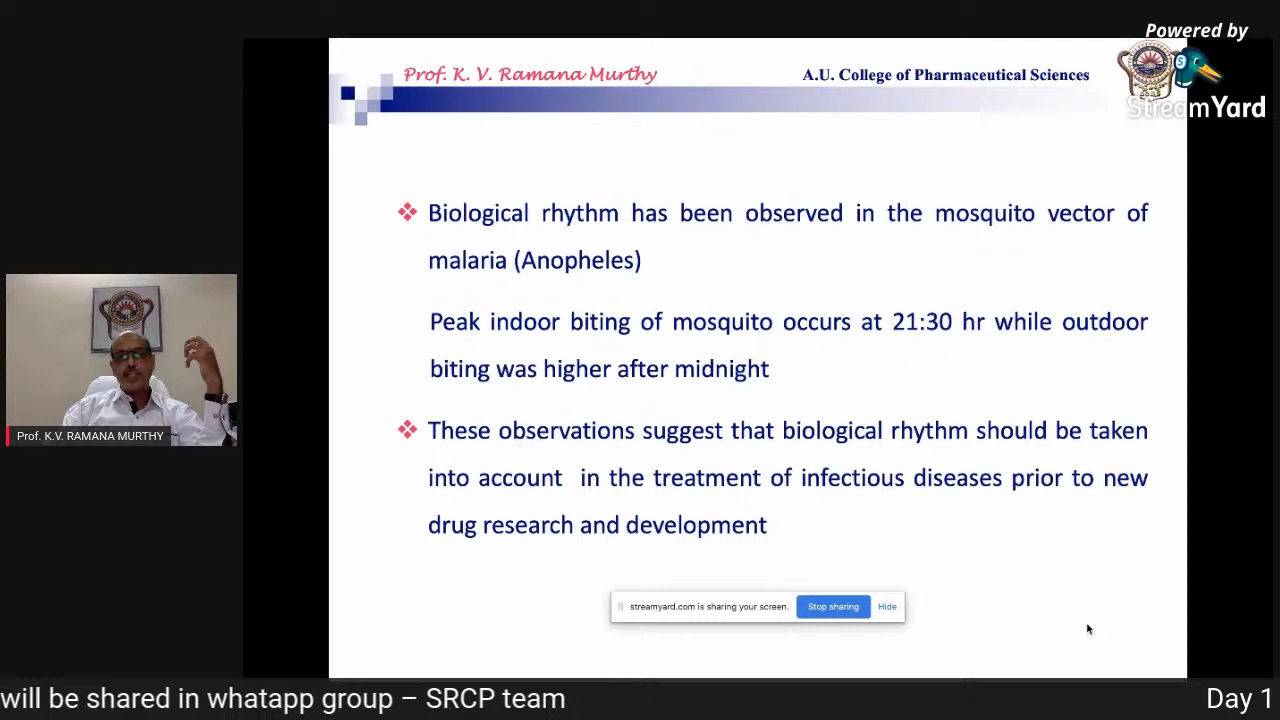 Powered by
StreamYard
Prof. K. V. Ramana Murthy
A.U. College of Pharmaceutical Sciences
Biological rhythm has been observed in the mosquito vector of
malaria (Anopheles)
Peak indoor biting of mosquito occurs at 21:30 hr while outdoor
biting was higher after midnight
These observations suggest that biological rhythm should be taken
into account in the treatment of infectious diseases prior to new
drug research and development
Prof. K.V. RAMANA MURTHY
streamyard.com is sharing your screen.
Stop sharing
Hide
will be shared in whatapp group – SRCP team
Day 1